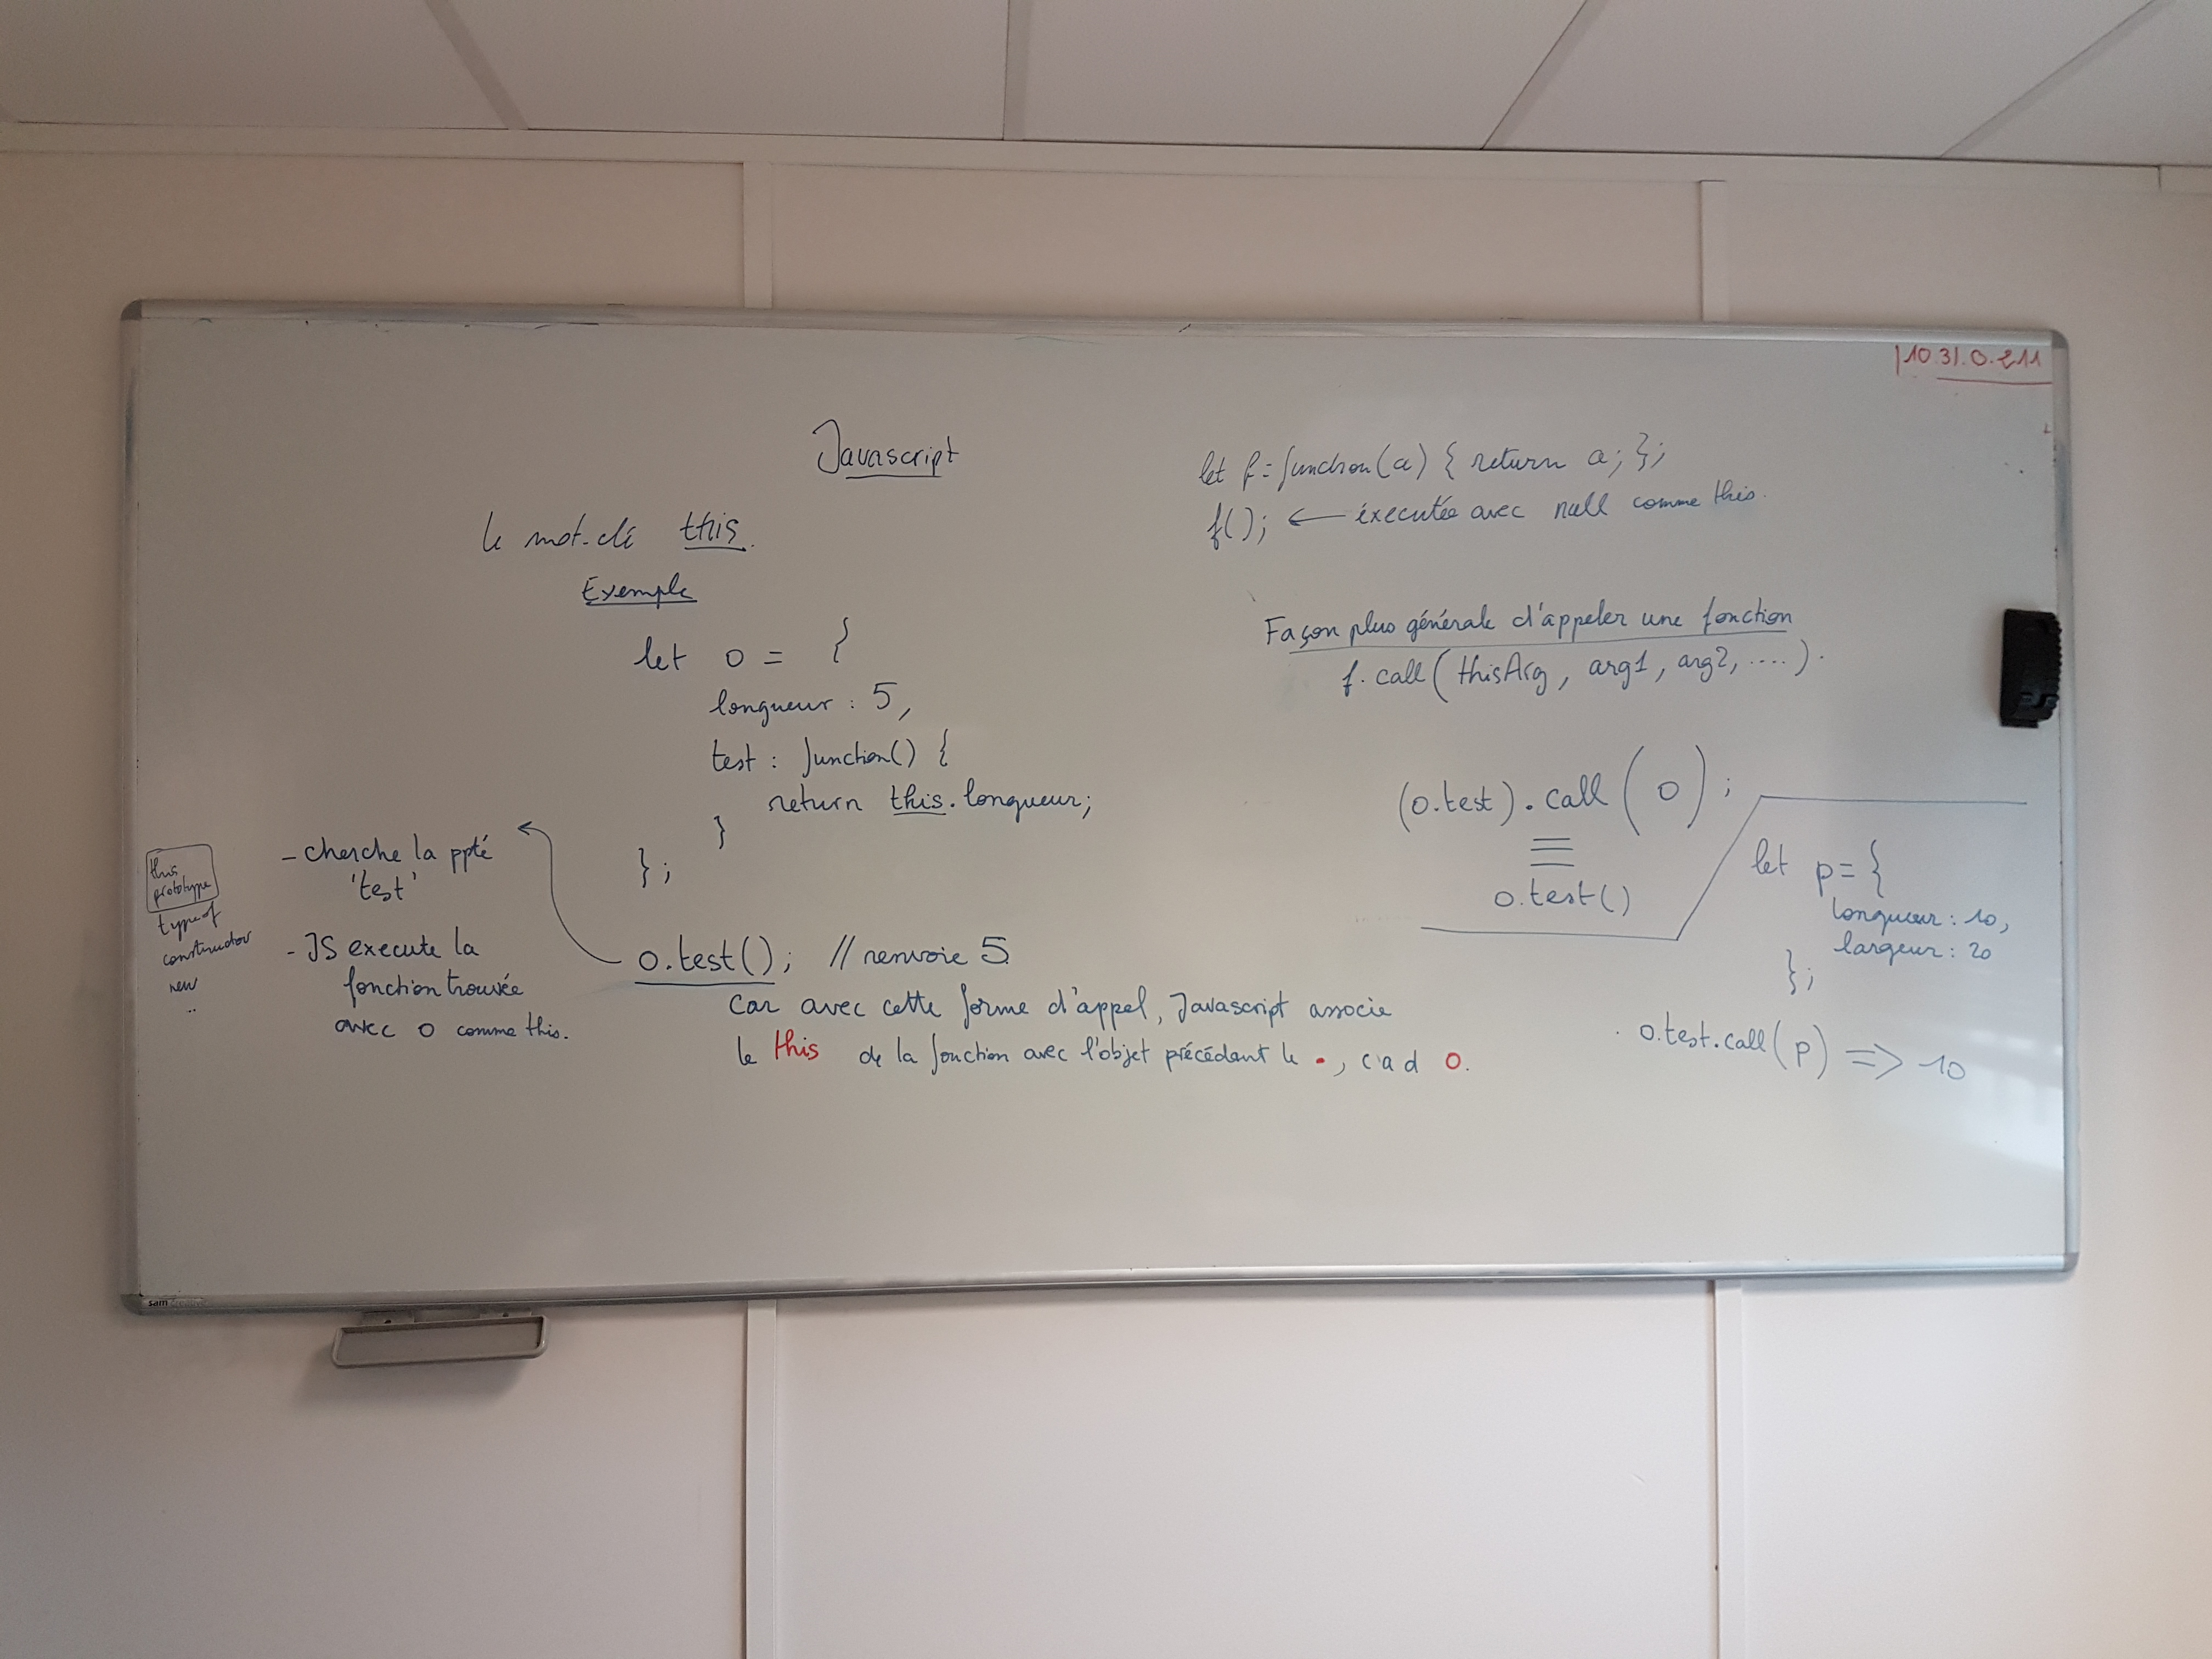 10.31.0.211
Javascript
le mot-clé this.
Exemple
let o = {
longueur : 5,
test : function() {
return this.longueur;
}
};
o.test(); // renvoie 5
car avec cette forme d'appel, Javascript associe
le this de la fonction avec l'objet précédant le ., c'a d o.
- cherche la ppté
'test'
- JS execute la
fonction trouvée
avec o comme this.
this
prototype
typeof
constructor
new
..
let f = function(a) { return a; };
f(); ← éxecutée avec null comme this.
Façon plus générale d'appeler une fonction
f.call(thisArg, arg1, arg2, ....).
(o.test).call(o);
≡
o.test()
let p = {
longueur : 10,
largeur : 20
};
o.test.call(p) => 10
sam